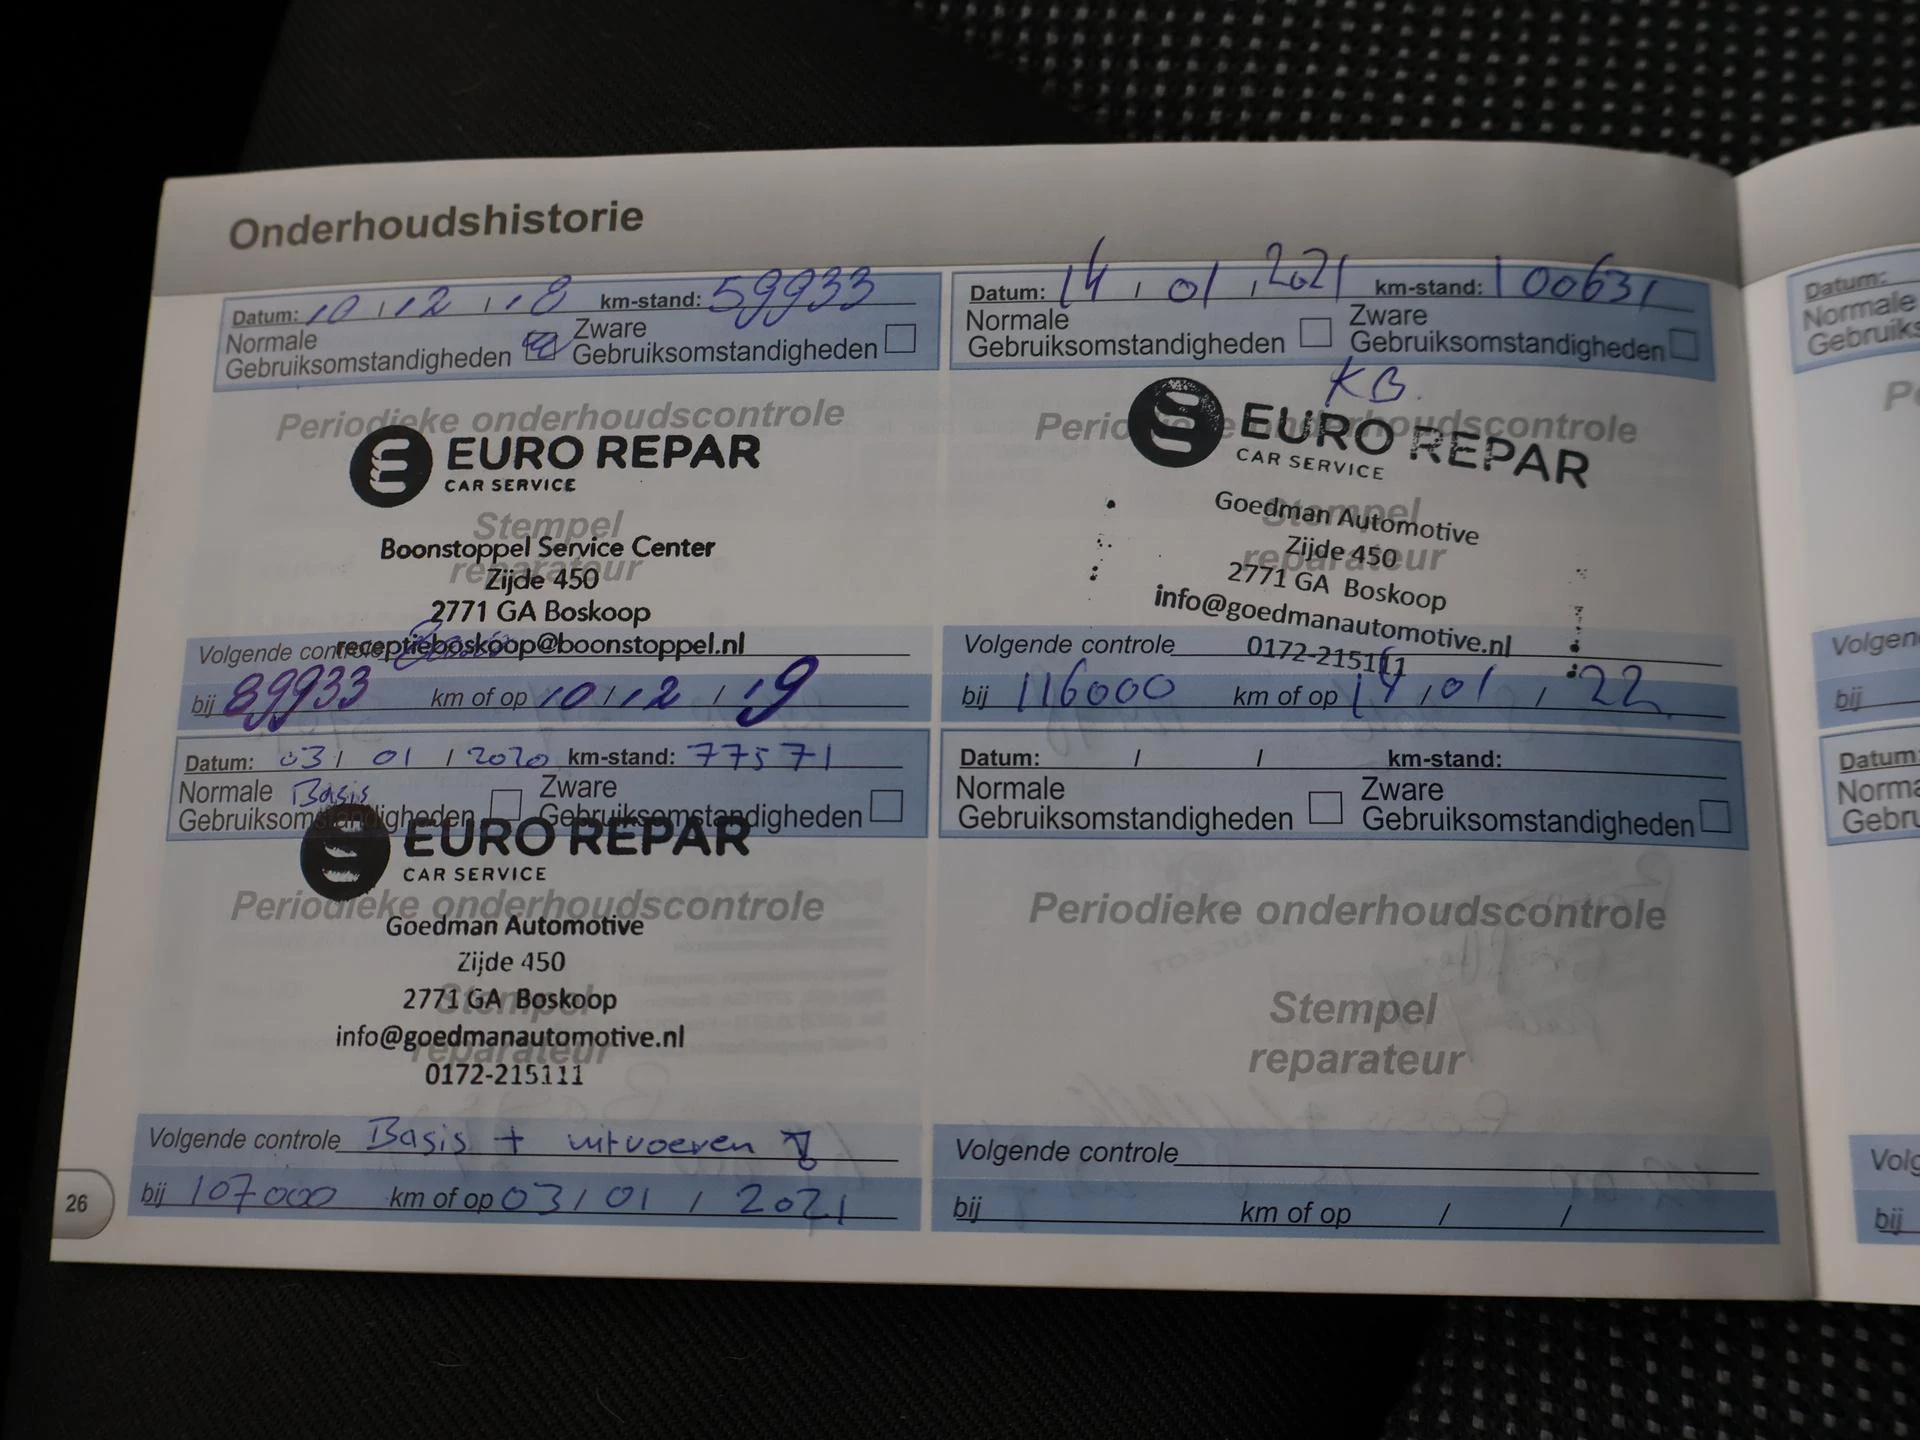 Onderhoudshistorie
Datum: 10 / 12 / 18 km-stand: 59933
Normale
Gebruiksomstandigheden
Zware
Gebruiksomstandigheden
Periodieke onderhoudscontrole
EURO REPAR
CAR SERVICE
Stempel
reparateur
Boonstoppel Service Center
Zijde 450
2771 GA Boskoop
receptieboskoop@boonstoppel.nl
Volgende controle
bij 89933 km of op 10 / 12 / 19
Datum: 03 / 01 / 2020 km-stand: 77571
Normale Basis
Gebruiksomstandigheden
Zware
Gebruiksomstandigheden
EURO REPAR
CAR SERVICE
Periodieke onderhoudscontrole
Goedman Automotive
Zijde 450
2771 GA Boskoop
Stempel
info@goedmanautomotive.nl
reparateur
0172-215111
Volgende controle Basis + uitvoeren
bij 107000 km of op 03 / 01 / 2021
26
Datum: 14 / 01 / 2021 km-stand: 100631
Normale
Gebruiksomstandigheden
Zware
Gebruiksomstandigheden
KB.
Periodieke onderhoudscontrole
EURO REPAR
CAR SERVICE
Stempel
reparateur
Goedman Automotive
Zijde 450
2771 GA Boskoop
info@goedmanautomotive.nl
0172-215111
Volgende controle
bij 116000 km of op 14 / 01 / 22
Datum: / / km-stand:
Normale
Gebruiksomstandigheden
Zware
Gebruiksomstandigheden
Periodieke onderhoudscontrole
Stempel
reparateur
Volgende controle
bij km of op / /
Datum:
Normale
bij
Datum:
bij